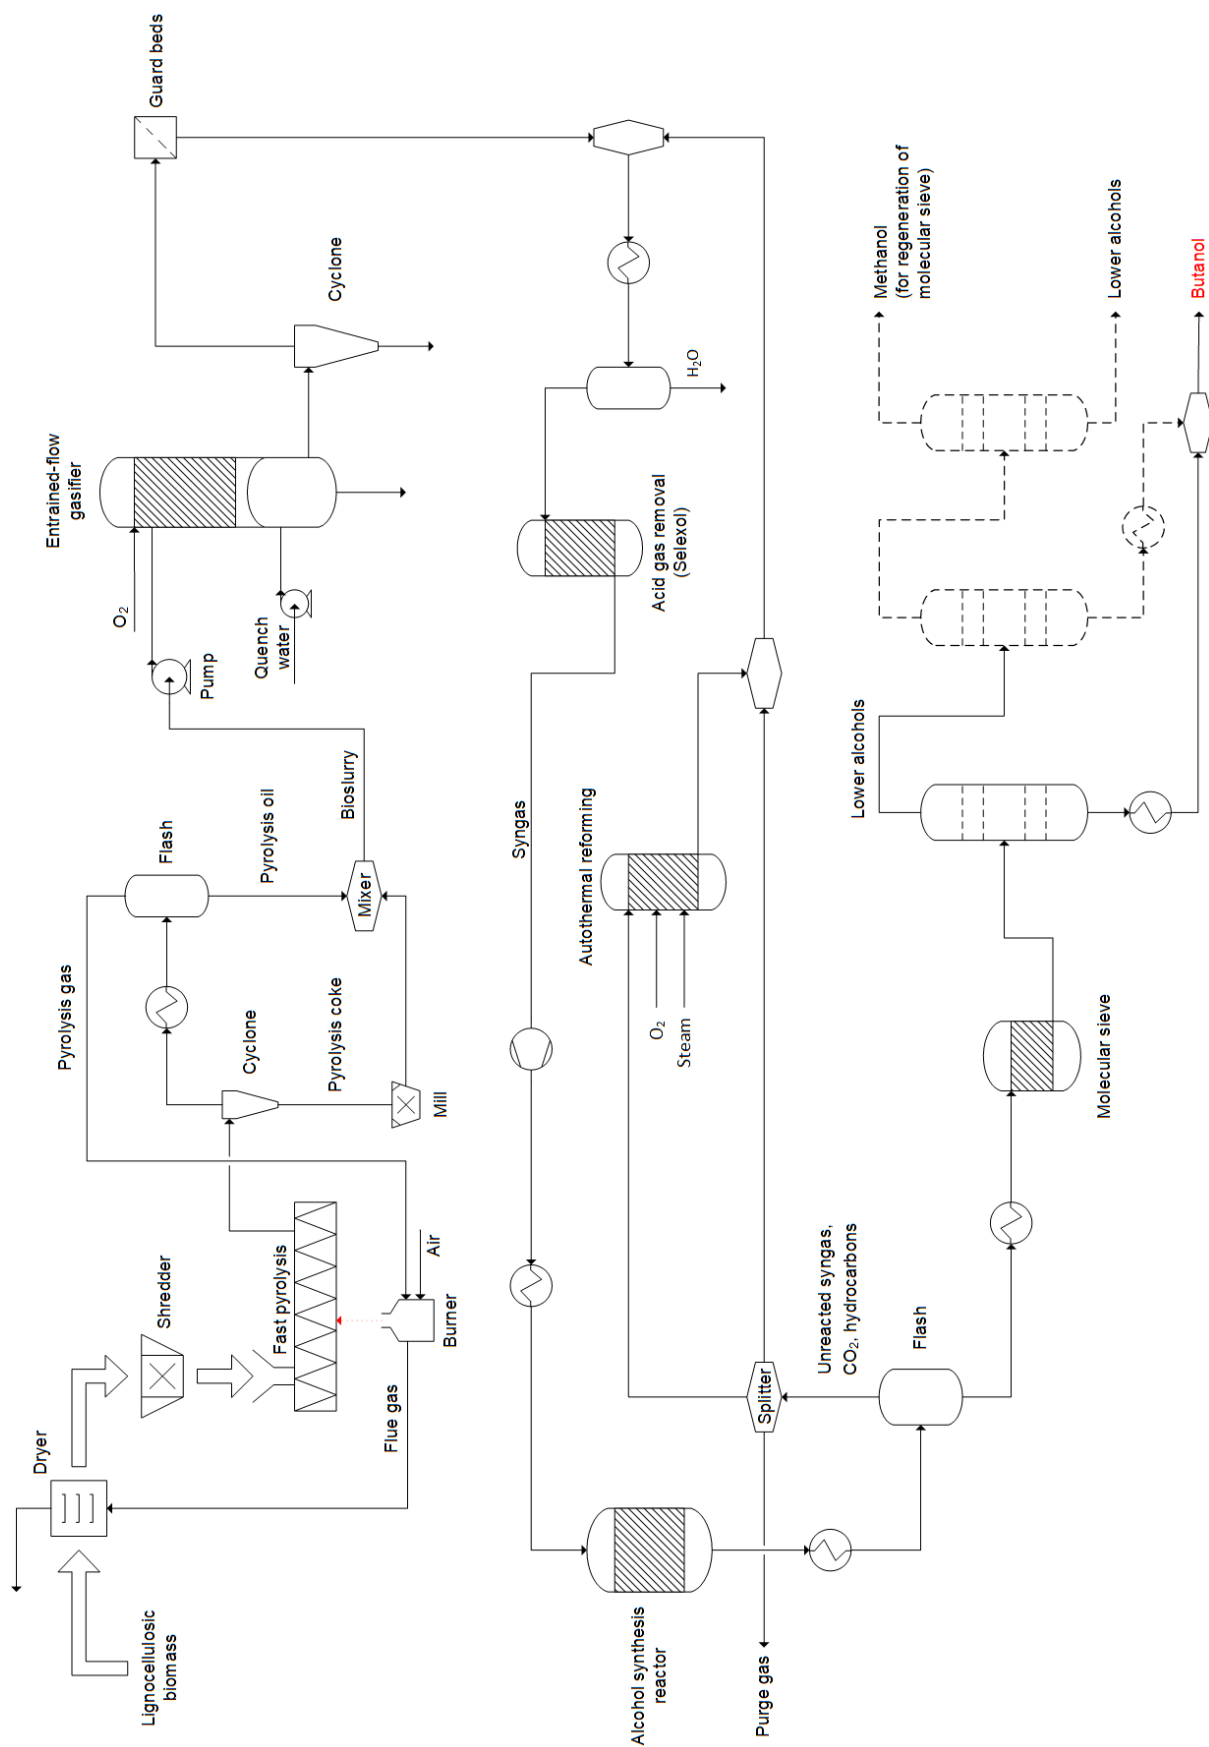 Lignocellulosic
biomass
Dryer
Shredder
Fast pyrolysis
Flue gas
Burner
Air
Pyrolysis gas
Cyclone
Pyrolysis coke
Mill
Flash
Pyrolysis oil
Mixer
Bioslurry
Pump
O₂
Quench
water
Entrained-flow
gasifier
Cyclone
Guard beds
H₂O
Acid gas removal
(Selexol)
Syngas
Autothermal reforming
O₂
Steam
Alcohol synthesis
reactor
Purge gas
Splitter
Unreacted syngas,
CO₂, hydrocarbons
Flash
Molecular sieve
Lower alcohols
Methanol
(for regeneration of
molecular sieve)
Lower alcohols
Butanol